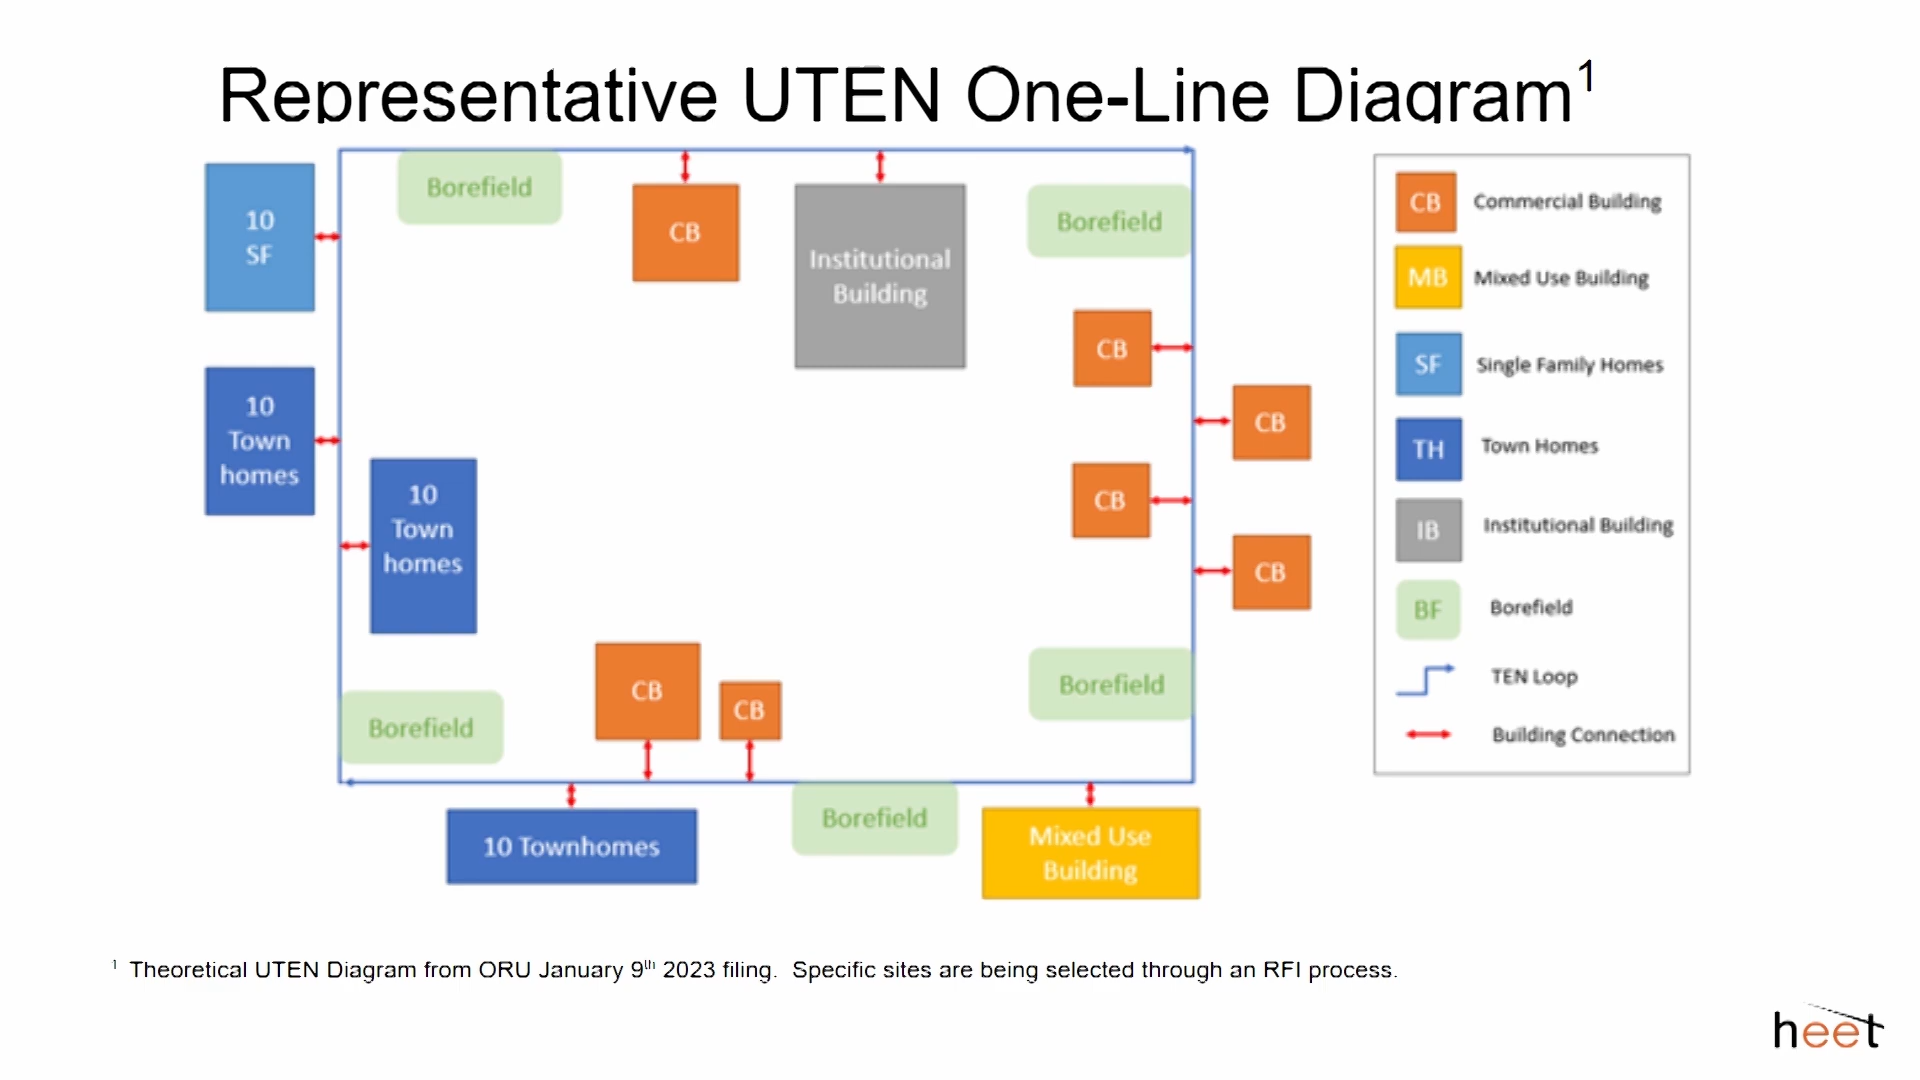 Representative UTEN One-Line Diagram1
Borefield
10
SF
CB
Institutional
Building
Borefield
CB
10
Town
homes
CB
10
Town
homes
CB
CB
CB
CB
Borefield
Borefield
10 Townhomes
Borefield
Mixed Use
Building
CB Commercial Building
MB Mixed Use Building
SF Single Family Homes
TH Town Homes
IB Institutional Building
BF Borefield
TEN Loop
Building Connection
1 Theoretical UTEN Diagram from ORU January 9th 2023 filing. Specific sites are being selected through an RFI process.
heet